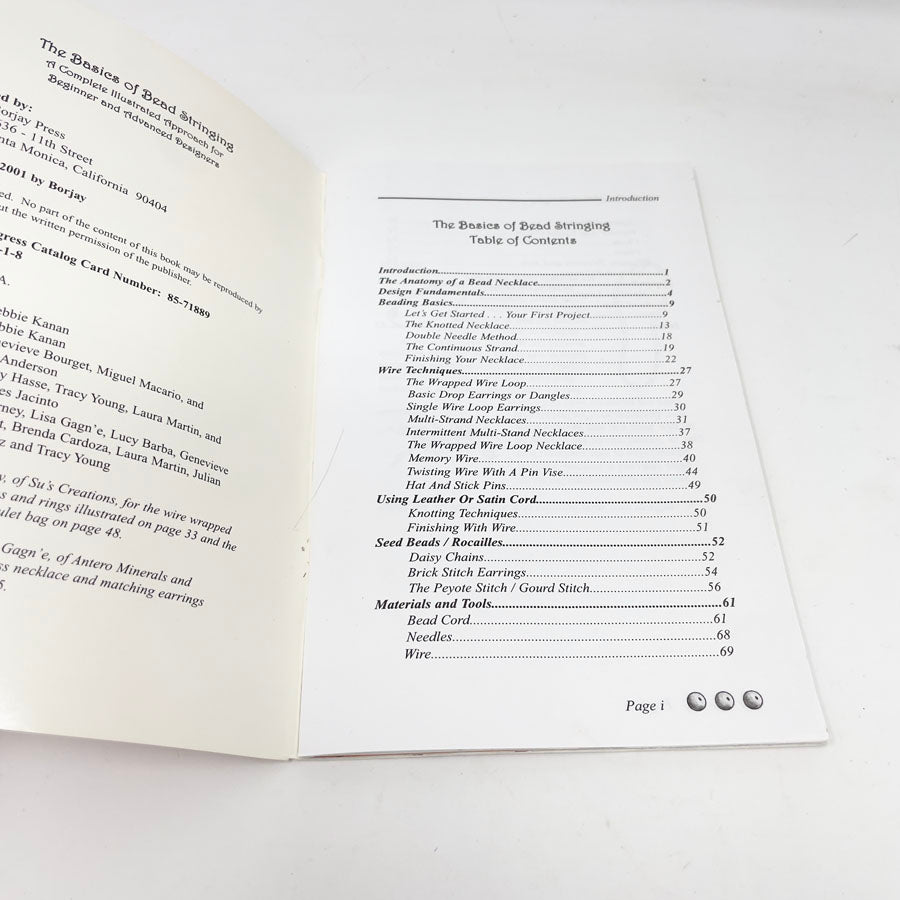 The Basics of Bead Stringing
A Complete Illustrated Approach for
Beginner and Advanced Designers
by:
Press
- 11th Street
Monica, California 90404
2001 by Borjay
No part of the content of this book may be reproduced by
the written permission of the publisher.
Catalog Card Number: 85-71889
-1-8
A.
Kanan
Kanan
Bourget, Miguel Macario, and
Anderson
Hasse, Tracy Young, Laura Martin, and
Jacinto
Lisa Gagn'e, Lucy Barba, Genevieve
Brenda Cardoza, Laura Martin, Julian
and Tracy Young
of Su's Creations, for the wire wrapped
and rings illustrated on page 33 and the
bag on page 48.
Gagn'e, of Antero Minerals and
necklace and matching earrings
Introduction
The Basics of Bead Stringing
Table of Contents
Introduction....1
The Anatomy of a Bead Necklace....2
Design Fundamentals....4
Beading Basics....9
Let's Get Started . . . Your First Project....9
The Knotted Necklace....13
Double Needle Method....18
The Continuous Strand....19
Finishing Your Necklace....22
Wire Techniques....27
The Wrapped Wire Loop....27
Basic Drop Earrings or Dangles....29
Single Wire Loop Earrings....30
Multi-Strand Necklaces....31
Intermittent Multi-Stand Necklaces....37
The Wrapped Wire Loop Necklace....38
Memory Wire....40
Twisting Wire With A Pin Vise....44
Hat And Stick Pins....49
Using Leather Or Satin Cord....50
Knotting Techniques....50
Finishing With Wire....51
Seed Beads / Rocailles....52
Daisy Chains....52
Brick Stitch Earrings....54
The Peyote Stitch / Gourd Stitch....56
Materials and Tools....61
Bead Cord....61
Needles....68
Wire....69
Page i